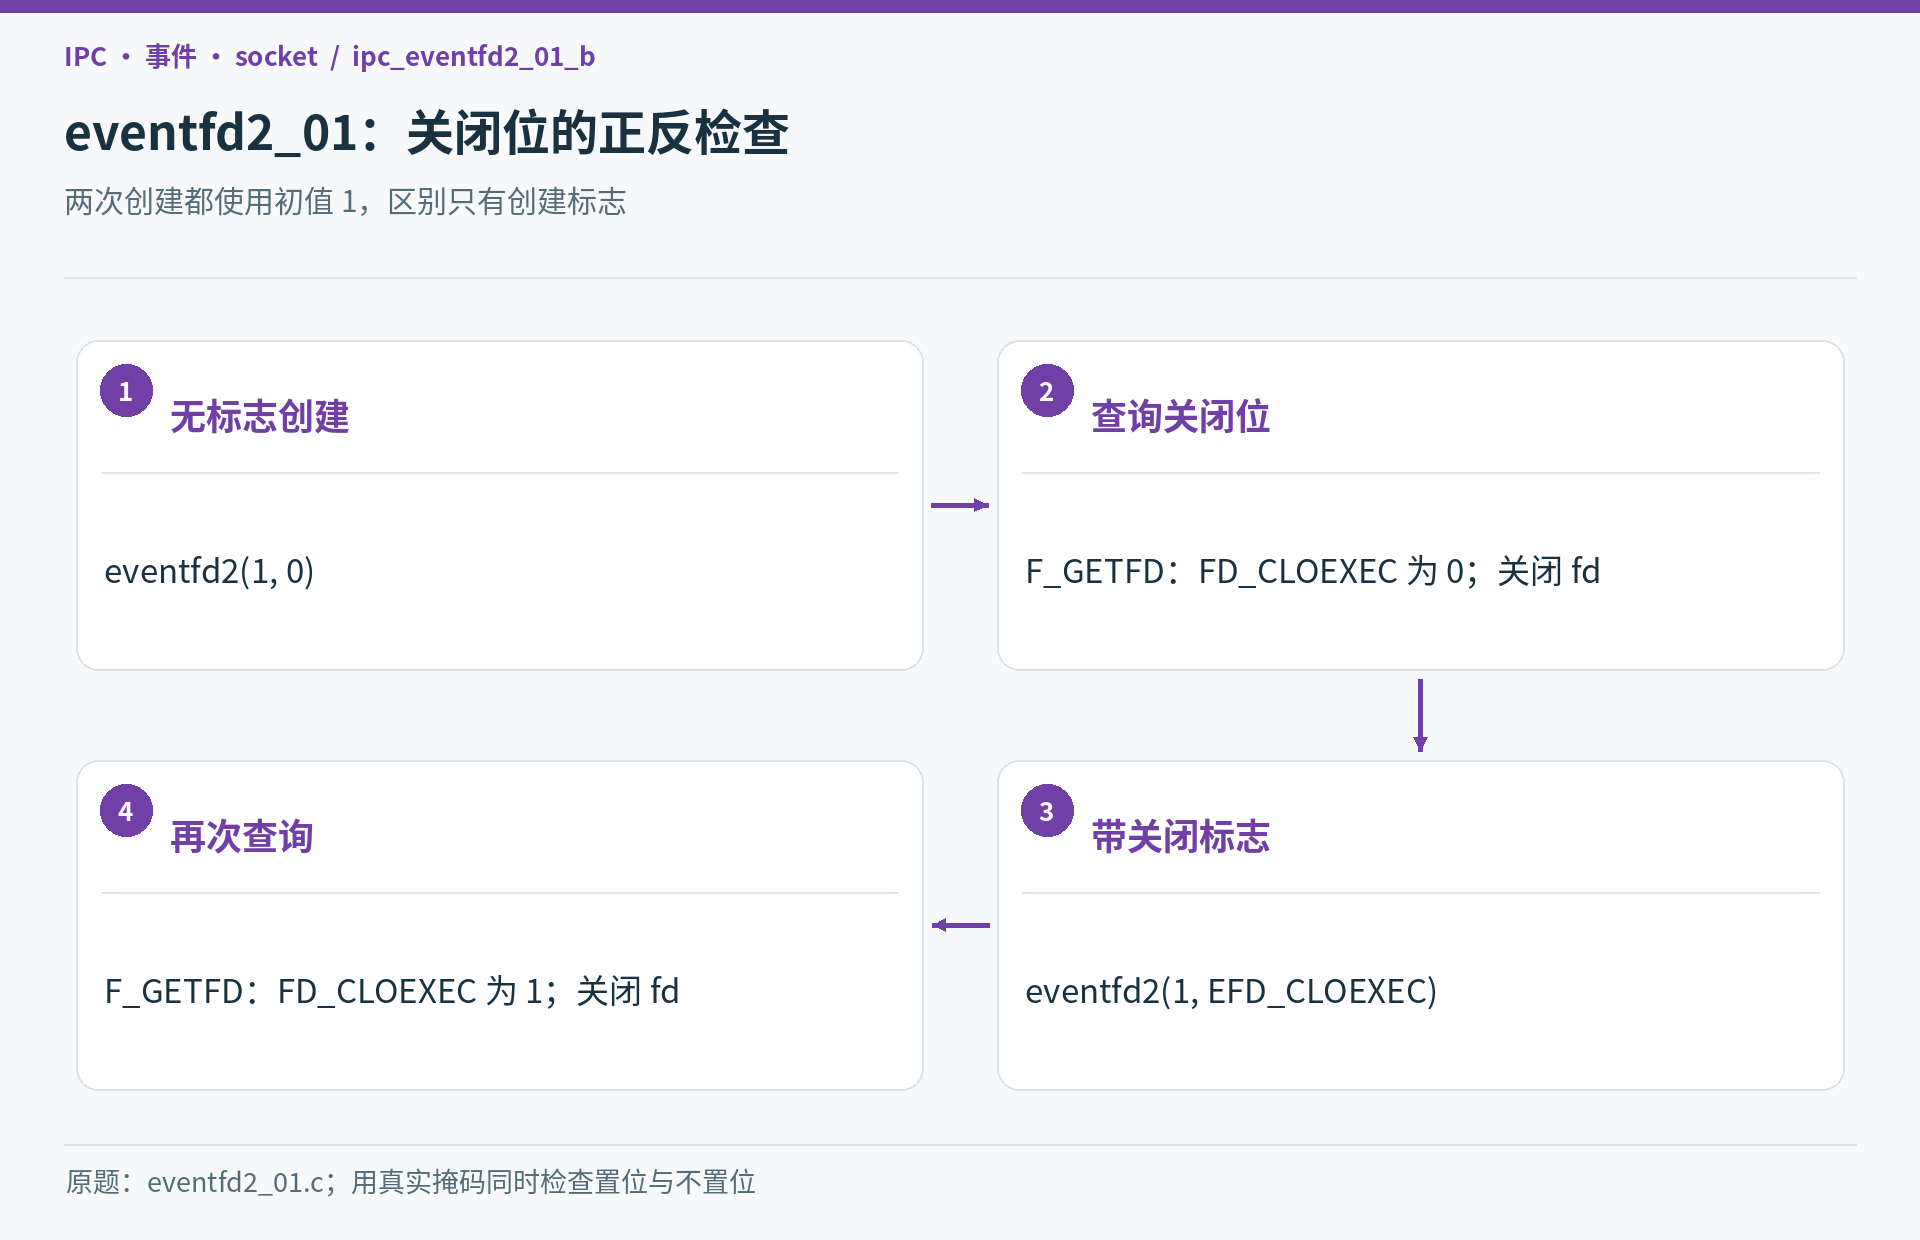 IPC · 事件 · socket / ipc_eventfd2_01_b
eventfd2_01：关闭位的正反检查
两次创建都使用初值 1，区别只有创建标志
1
无标志创建
eventfd2(1, 0)
2
查询关闭位
F_GETFD：FD_CLOEXEC 为 0；关闭 fd
3
带关闭标志
eventfd2(1, EFD_CLOEXEC)
4
再次查询
F_GETFD：FD_CLOEXEC 为 1；关闭 fd
原题：eventfd2_01.c；用真实掩码同时检查置位与不置位